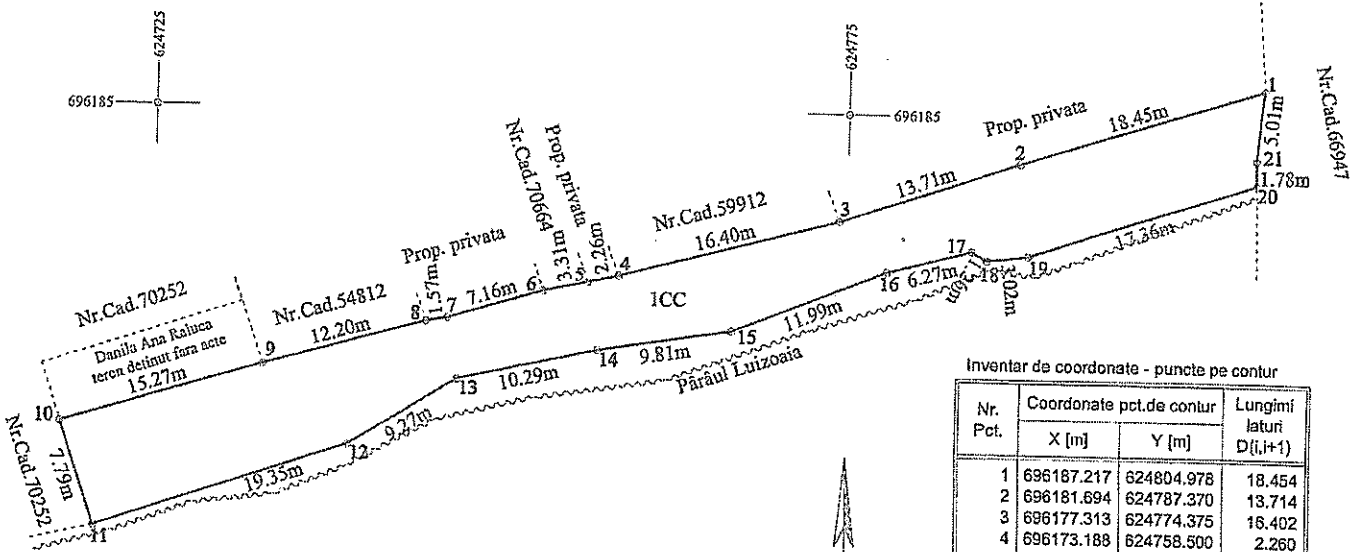 624725
696185
624775
696185
1
5.01m
21
1.78m
20
Nr.Cad.66947
Prop. privata
18.45m
2
13.71m
3
Nr.Cad.59912
16.40m
Prop. privata
2.26m
4
Nr.Cad.70664
3.31m
5
6
Prop. privata
7.16m
7
1.57m
8
Nr.Cad.54812
12.20m
9
Nr.Cad.70252
Danila Ana Raluca
teren detinut fara acte
15.27m
10
7.79m
Nr.Cad.70252
11
19.35m
12
9.27m
13
10.29m
14
9.81m
15
11.99m
16
6.27m
17
18
19
1CC
Pârâul Luizoaia
Inventar de coordonate - puncte pe contur
Nr. Pct.
Coordonate pct.de contur
X [m]
Y [m]
Lungimi
laturi
D(i,i+1)
1 696187.217 624804.978 18.454
2 696181.694 624787.370 13.714
3 696177.313 624774.375 16.402
4 696173.188 624758.500 2.260